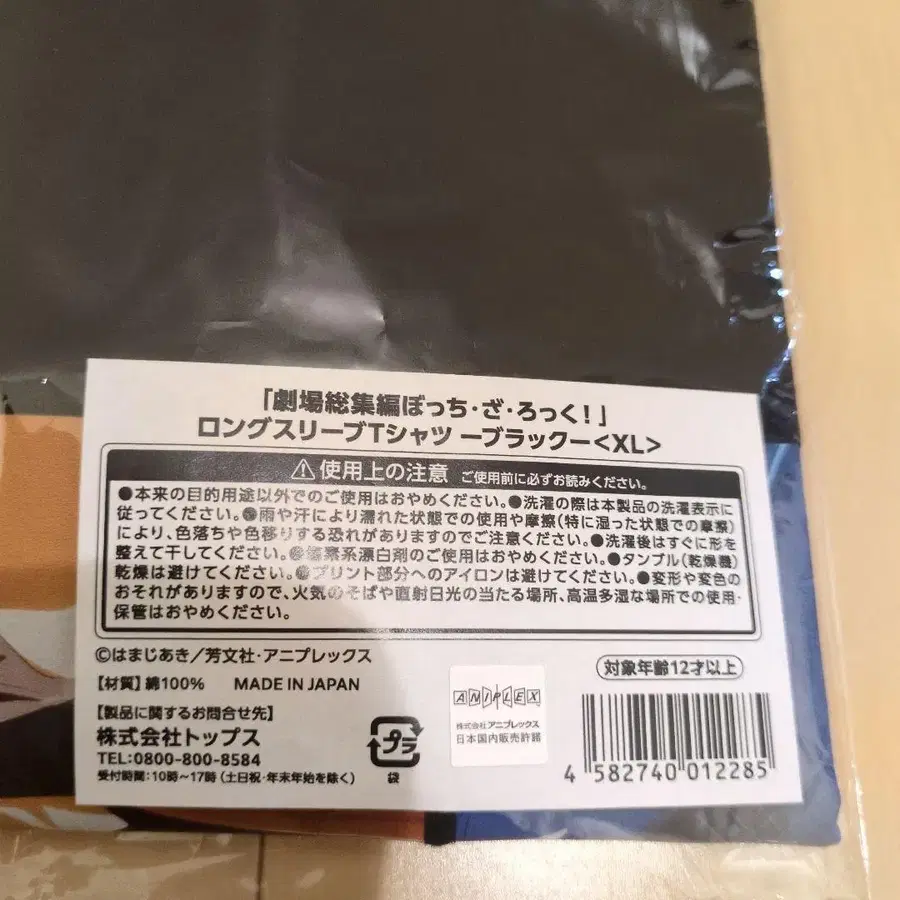 「劇場総集編ぼっち・ざ・ろっく!」
ロングスリーブTシャツ ーブラックー<XL>
⚠使用上の注意 ご使用前に必ずお読みください。
●本来の目的用途以外でのご使用はおやめください。●洗濯の際は本製品の洗濯表示に
従ってください。●雨や汗により濡れた状態での使用や摩擦(特に湿った状態での摩擦)
により、色落ちや色移りする恐れがありますのでご注意ください。●洗濯後はすぐに形を
整えて干してください。●塩素系漂白剤のご使用はおやめください。●タンブル(乾燥機)
乾燥は避けてください。●プリント部分へのアイロンは避けてください。●変形や変色の
おそれがありますので、火気のそばや直射日光の当たる場所、高温多湿な場所での使用・
保管はおやめください。
©はまじあき/芳文社・アニプレックス
対象年齢12才以上
【材質】綿100% MADE IN JAPAN
【製品に関するお問合せ先】
株式会社トップス
TEL:0800-800-8584
受付時間:10時~17時(土日祝・年末年始を除く)
プラ
袋
ANIPLEX
株式会社アニプレックス
日本国内販売許諾
4 582740 012285